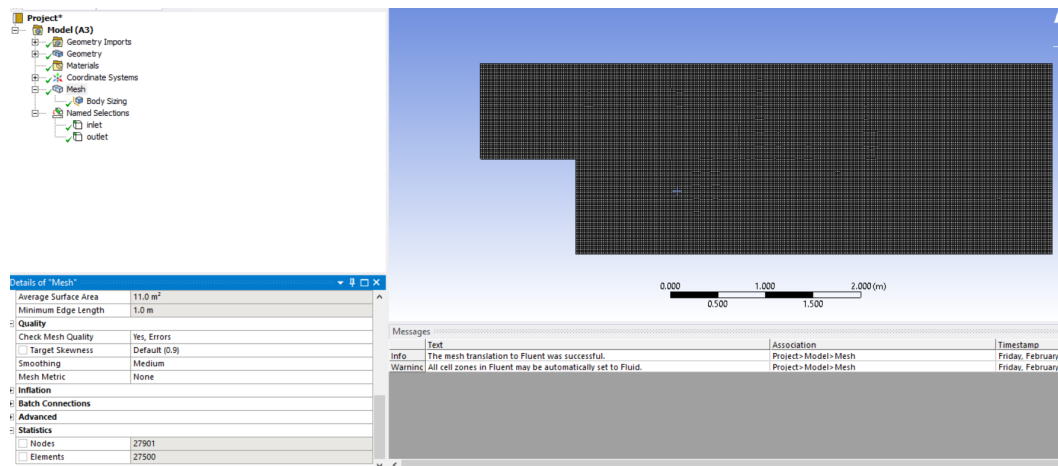 Project*
Model (A3)
Geometry Imports
Geometry
Materials
Coordinate Systems
Mesh
Body Sizing
Named Selections
inlet
outlet
Details of "Mesh"
Average Surface Area 11.0 m²
Minimum Edge Length 1.0 m
Quality
Check Mesh Quality Yes, Errors
Target Skewness Default (0.9)
Smoothing Medium
Mesh Metric None
Inflation
Batch Connections
Advanced
Statistics
Nodes 27901
Elements 27500
0.000 1.000 2.000 (m)
0.500 1.500
Messages
Text Association Timestamp
Info The mesh translation to Fluent was successful. Project>Model>Mesh Friday, February
Warning All cell zones in Fluent may be automatically set to Fluid. Project>Model>Mesh Friday, February